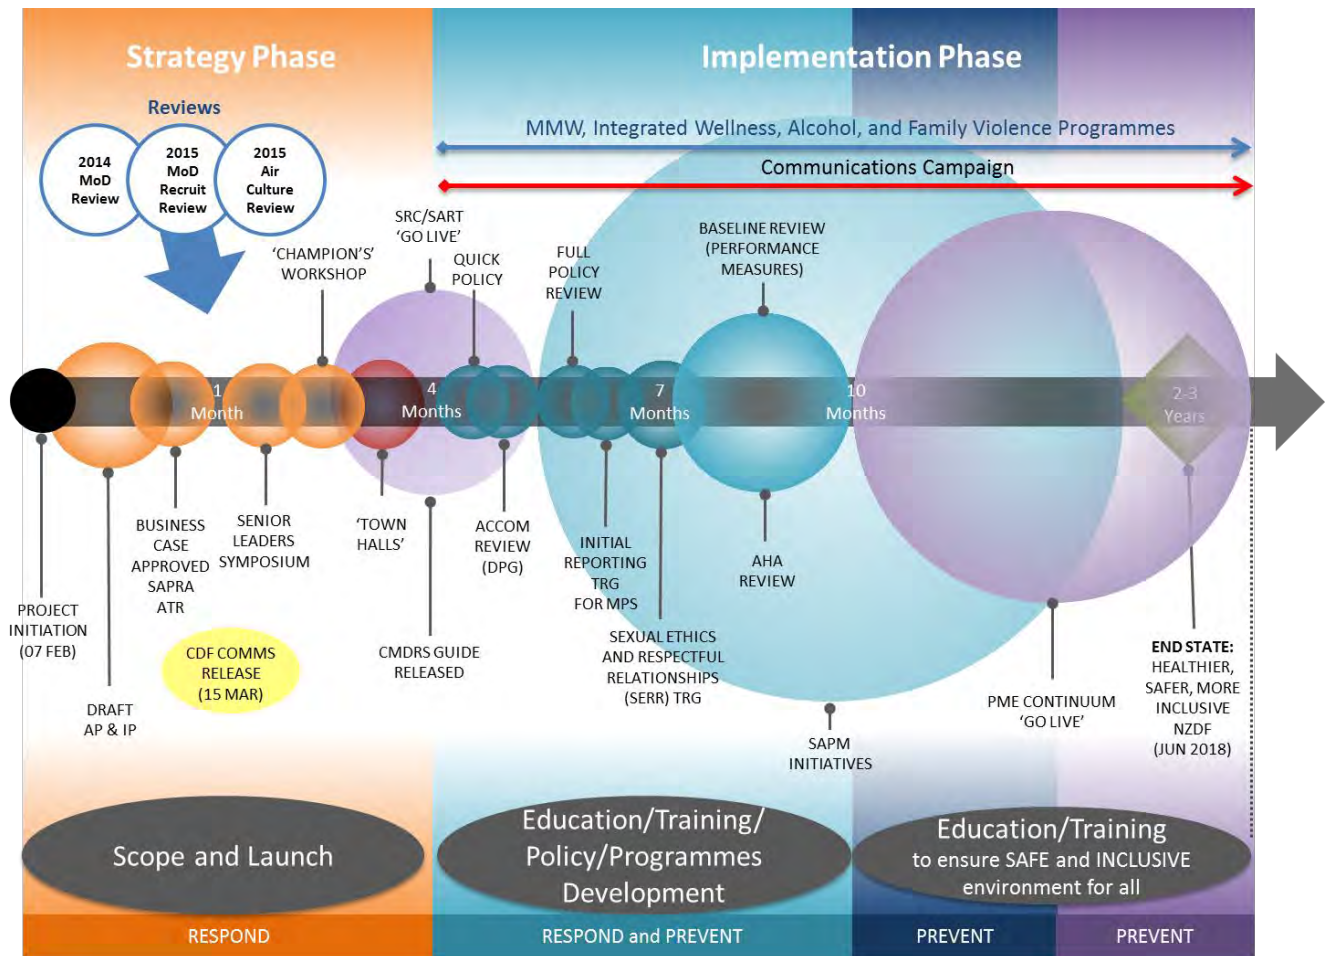 Strategy Phase
Implementation Phase
Reviews
2014
MoD
Review
2015
MoD
Recruit
Review
2015
Air
Culture
Review
MMW, Integrated Wellness, Alcohol, and Family Violence Programmes
Communications Campaign
‘CHAMPION’S’
WORKSHOP
SRC/SART
‘GO LIVE’
QUICK
POLICY
FULL
POLICY
REVIEW
BASELINE REVIEW
(PERFORMANCE
MEASURES)
1
Month
4
Months
7
Months
10
Months
2-3
Years
PROJECT
INITIATION
(07 FEB)
DRAFT
AP & IP
BUSINESS
CASE
APPROVED
SAPRA
ATR
SENIOR
LEADERS
SYMPOSIUM
CDF COMMS
RELEASE
(15 MAR)
‘TOWN
HALLS’
CMDRS GUIDE
RELEASED
ACCOM
REVIEW
(DPG)
INITIAL
REPORTING
TRG
FOR MPS
SEXUAL ETHICS
AND RESPECTFUL
RELATIONSHIPS
(SERR) TRG
AHA
REVIEW
SAPM
INITIATIVES
PME CONTINUUM
‘GO LIVE’
END STATE:
HEALTHIER,
SAFER, MORE
INCLUSIVE
NZDF
(JUN 2018)
Scope and Launch
Education/Training/
Policy/Programmes
Development
Education/Training
to ensure SAFE and INCLUSIVE
environment for all
RESPOND
RESPOND and PREVENT
PREVENT
PREVENT